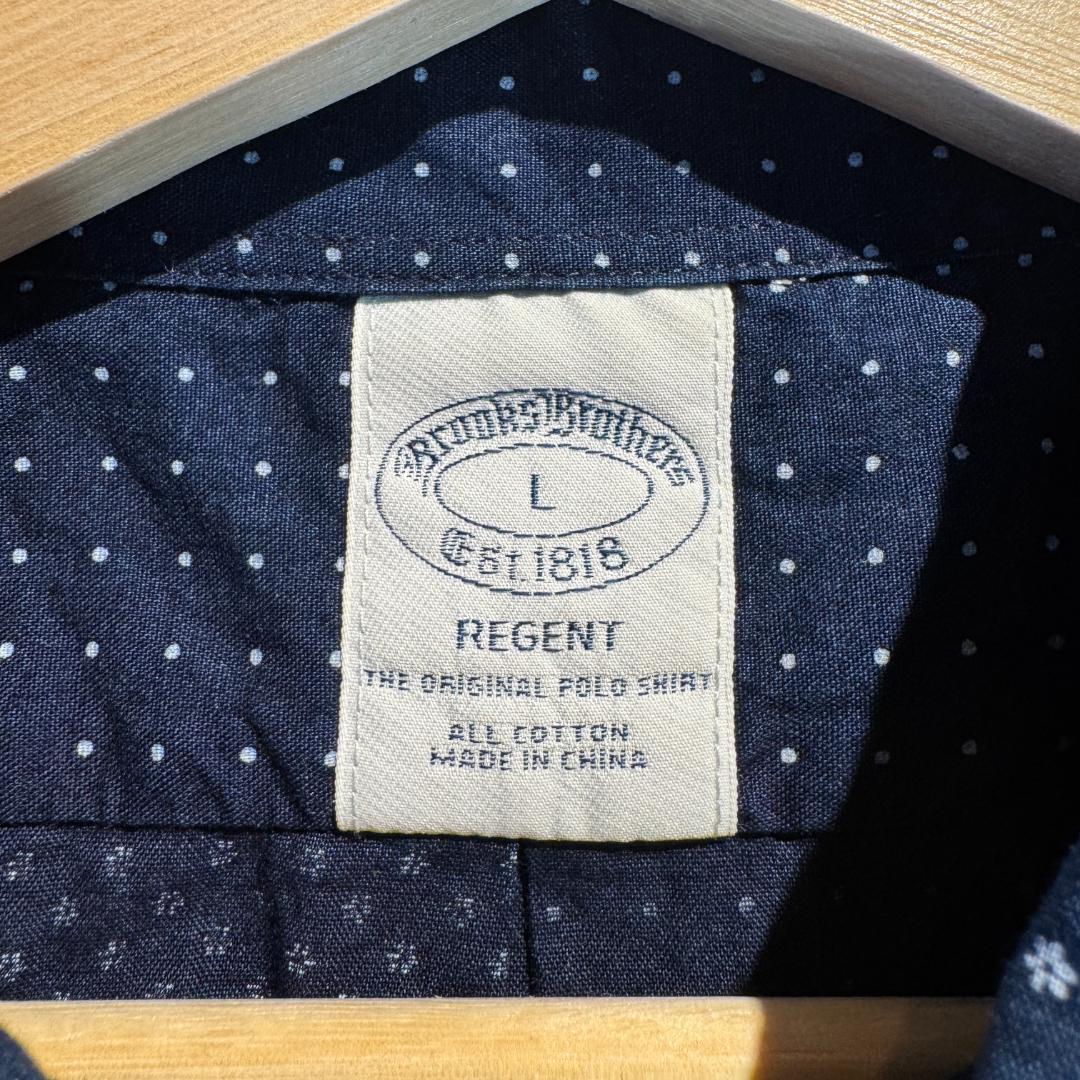 Brooks Brothers
L
Est. 1818
REGENT
THE ORIGINAL POLO SHIRT
ALL COTTON
MADE IN CHINA